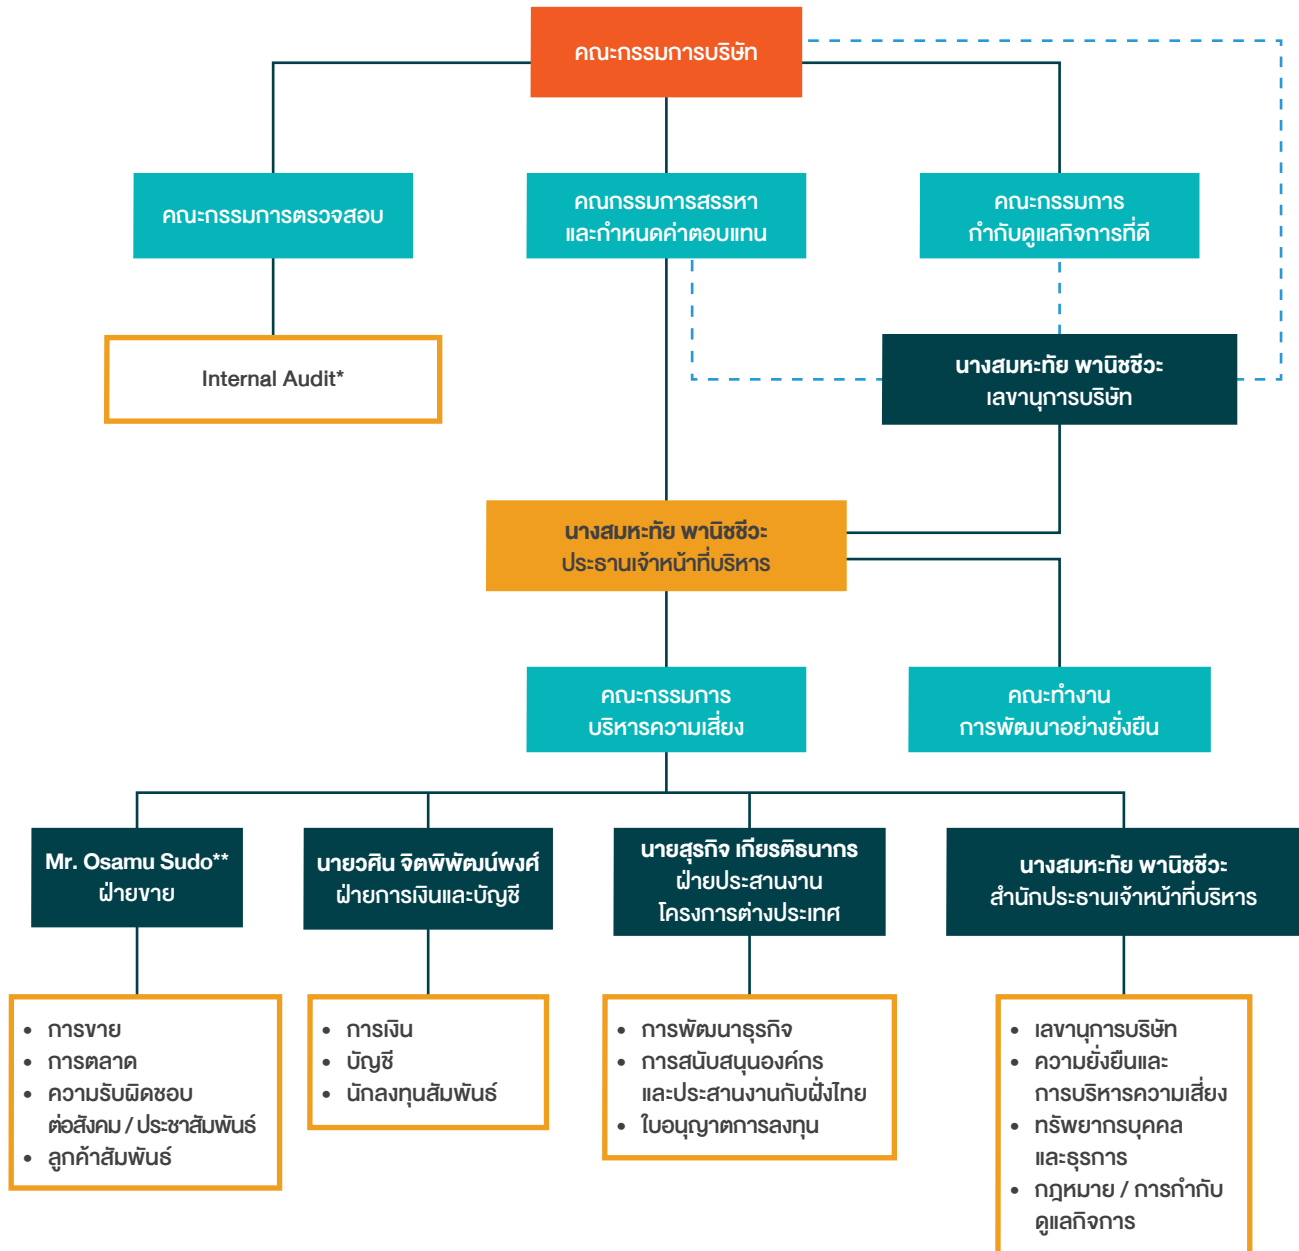 คณะกรรมการบริษัท
คณะกรรมการตรวจสอบ
คณกรรมการสรรหา
และกำหนดค่าตอบแทน
คณะกรรมการ
กำกับดูแลกิจการที่ดี
Internal Audit*
นางสมหะทัย พานิชชีวะ
เลขานุการบริษัท
นางสมหะทัย พานิชชีวะ
ประธานเจ้าหน้าที่บริหาร
คณะกรรมการ
บริหารความเสี่ยง
คณะทำงาน
การพัฒนาอย่างยั่งยืน
Mr. Osamu Sudo**
ฝ่ายขาย
นายวศิน จิตพิพัฒน์พงศ์
ฝ่ายการเงินและบัญชี
นายสุรกิจ เกียรติธนากร
ฝ่ายประสานงาน
โครงการต่างประเทศ
นางสมหะทัย พานิชชีวะ
สำนักประธานเจ้าหน้าที่บริหาร
• การขาย
• การตลาด
• ความรับผิดชอบ
ต่อสังคม / ประชาสัมพันธ์
• ลูกค้าสัมพันธ์
• การเงิน
• บัญชี
• นักลงทุนสัมพันธ์
• การพัฒนาธุรกิจ
• การสนับสนุนองค์กร
และประสานงานกับฝั่งไทย
• ใบอนุญาตการลงทุน
• เลขานุการบริษัท
• ความยั่งยืนและ
การบริหารความเสี่ยง
• ทรัพยากรบุคคล
และธุรการ
• กฎหมาย / การกำกับ
ดูแลกิจการ